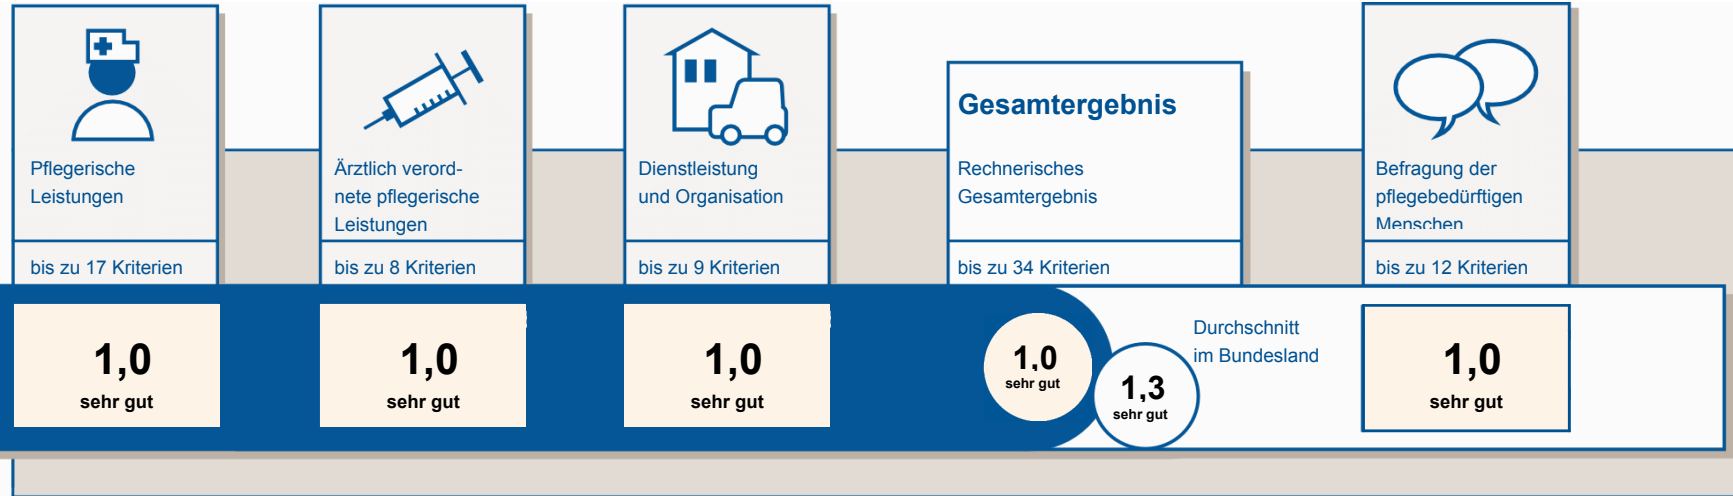 Pflegerische
Leistungen
bis zu 17 Kriterien
1,0
sehr gut
Ärztlich verord-
nete pflegerische
Leistungen
bis zu 8 Kriterien
1,0
sehr gut
Dienstleistung
und Organisation
bis zu 9 Kriterien
1,0
sehr gut
Gesamtergebnis
Rechnerisches
Gesamtergebnis
bis zu 34 Kriterien
1,0
sehr gut
1,3
sehr gut
Durchschnitt
im Bundesland
Befragung der
pflegebedürftigen
Menschen
bis zu 12 Kriterien
1,0
sehr gut